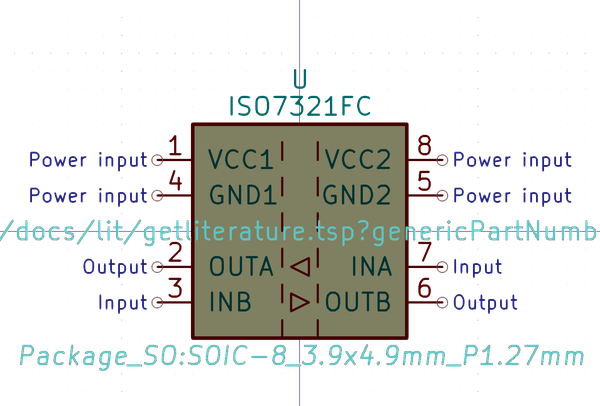 U
ISO7321FC
Power input 1 VCC1 VCC2 8 Power input
Power input 4 GND1 GND2 5 Power input
/docs/lit/getliterature.tsp?genericPartNumb
Output 2 OUTA INA 7 Input
Input 3 INB OUTB 6 Output
Package_SO:SOIC-8_3.9x4.9mm_P1.27mm